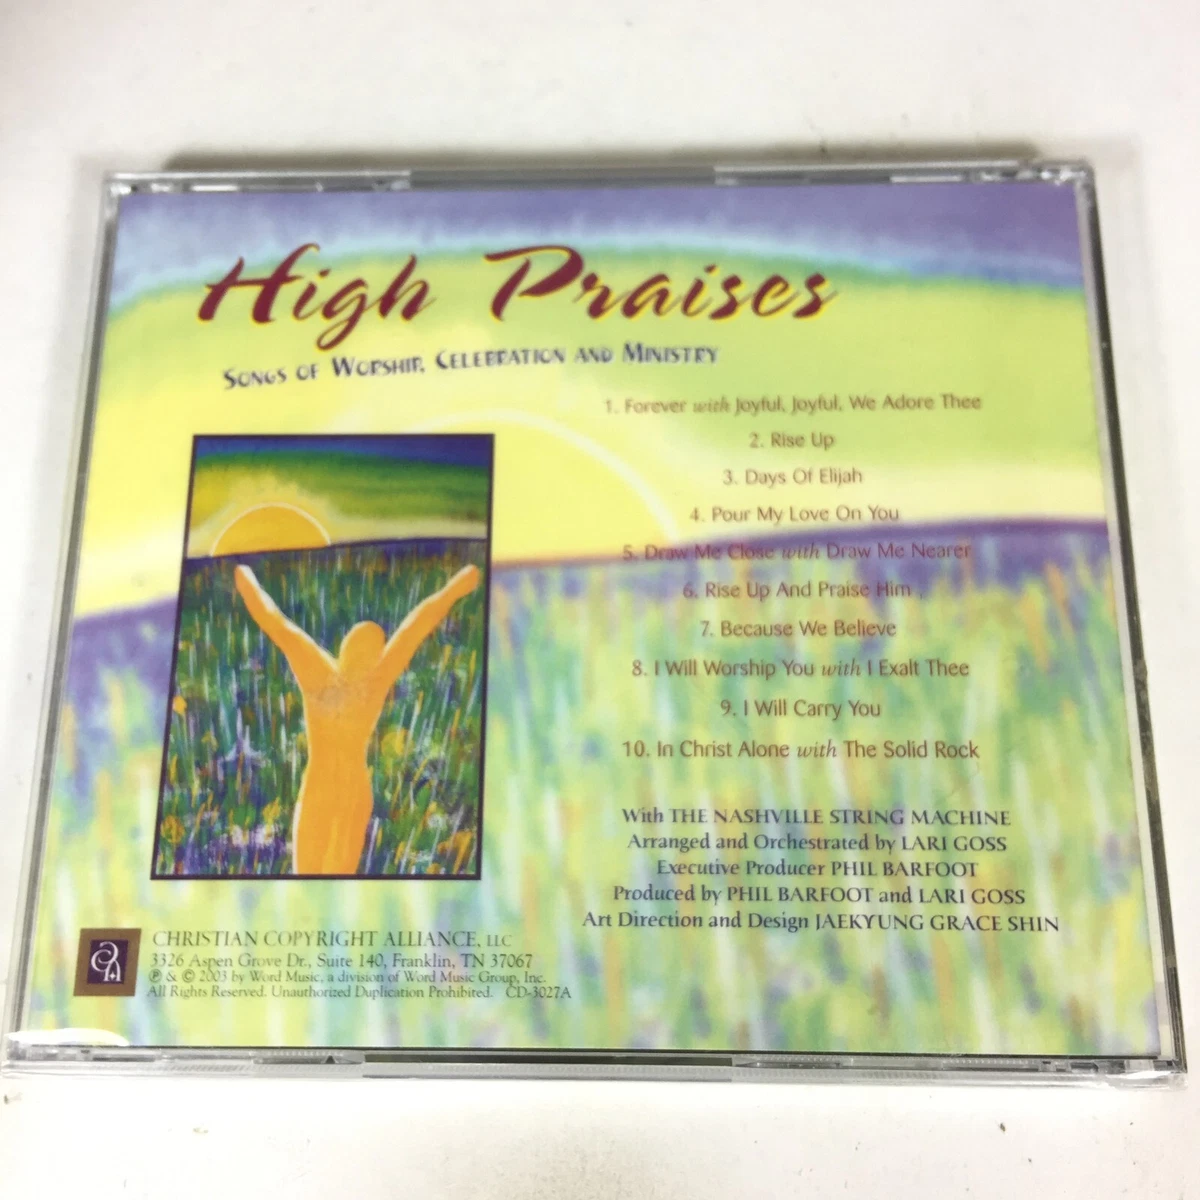 High Praises
Songs of Worship, Celebration and Ministry
1. Forever with Joyful, Joyful, We Adore Thee
2. Rise Up
3. Days Of Elijah
4. Pour My Love On You
5. Draw Me Close with Draw Me Nearer
6. Rise Up And Praise Him
7. Because We Believe
8. I Will Worship You with I Exalt Thee
9. I Will Carry You
10. In Christ Alone with The Solid Rock
With THE NASHVILLE STRING MACHINE
Arranged and Orchestrated by LARI GOSS
Executive Producer PHIL BARFOOT
Produced by PHIL BARFOOT and LARI GOSS
Art Direction and Design JAEKYUNG GRACE SHIN
CHRISTIAN COPYRIGHT ALLIANCE, LLC
3326 Aspen Grove Dr., Suite 140, Franklin, TN 37067
℗ & © 2003 by Word Music, a division of Word Music Group, Inc.
All Rights Reserved. Unauthorized Duplication Prohibited. CD-3027A